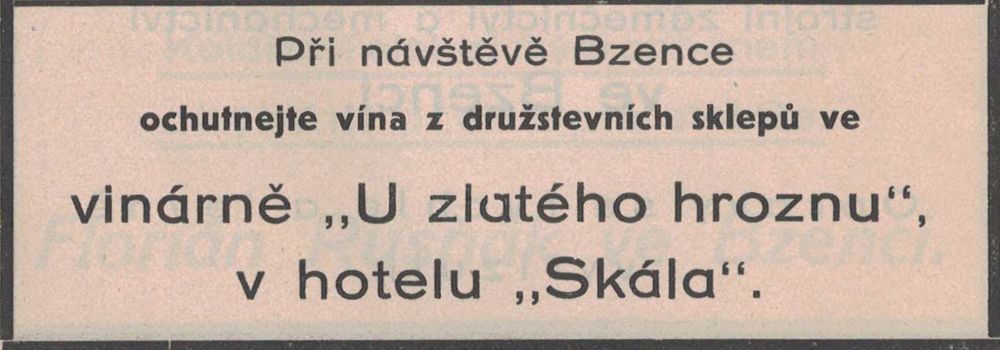 Při návštěvě Bzence
ochutnejte vína z družstevních sklepů ve
vinárně „U zlatého hroznu“,
v hotelu „Skála“.